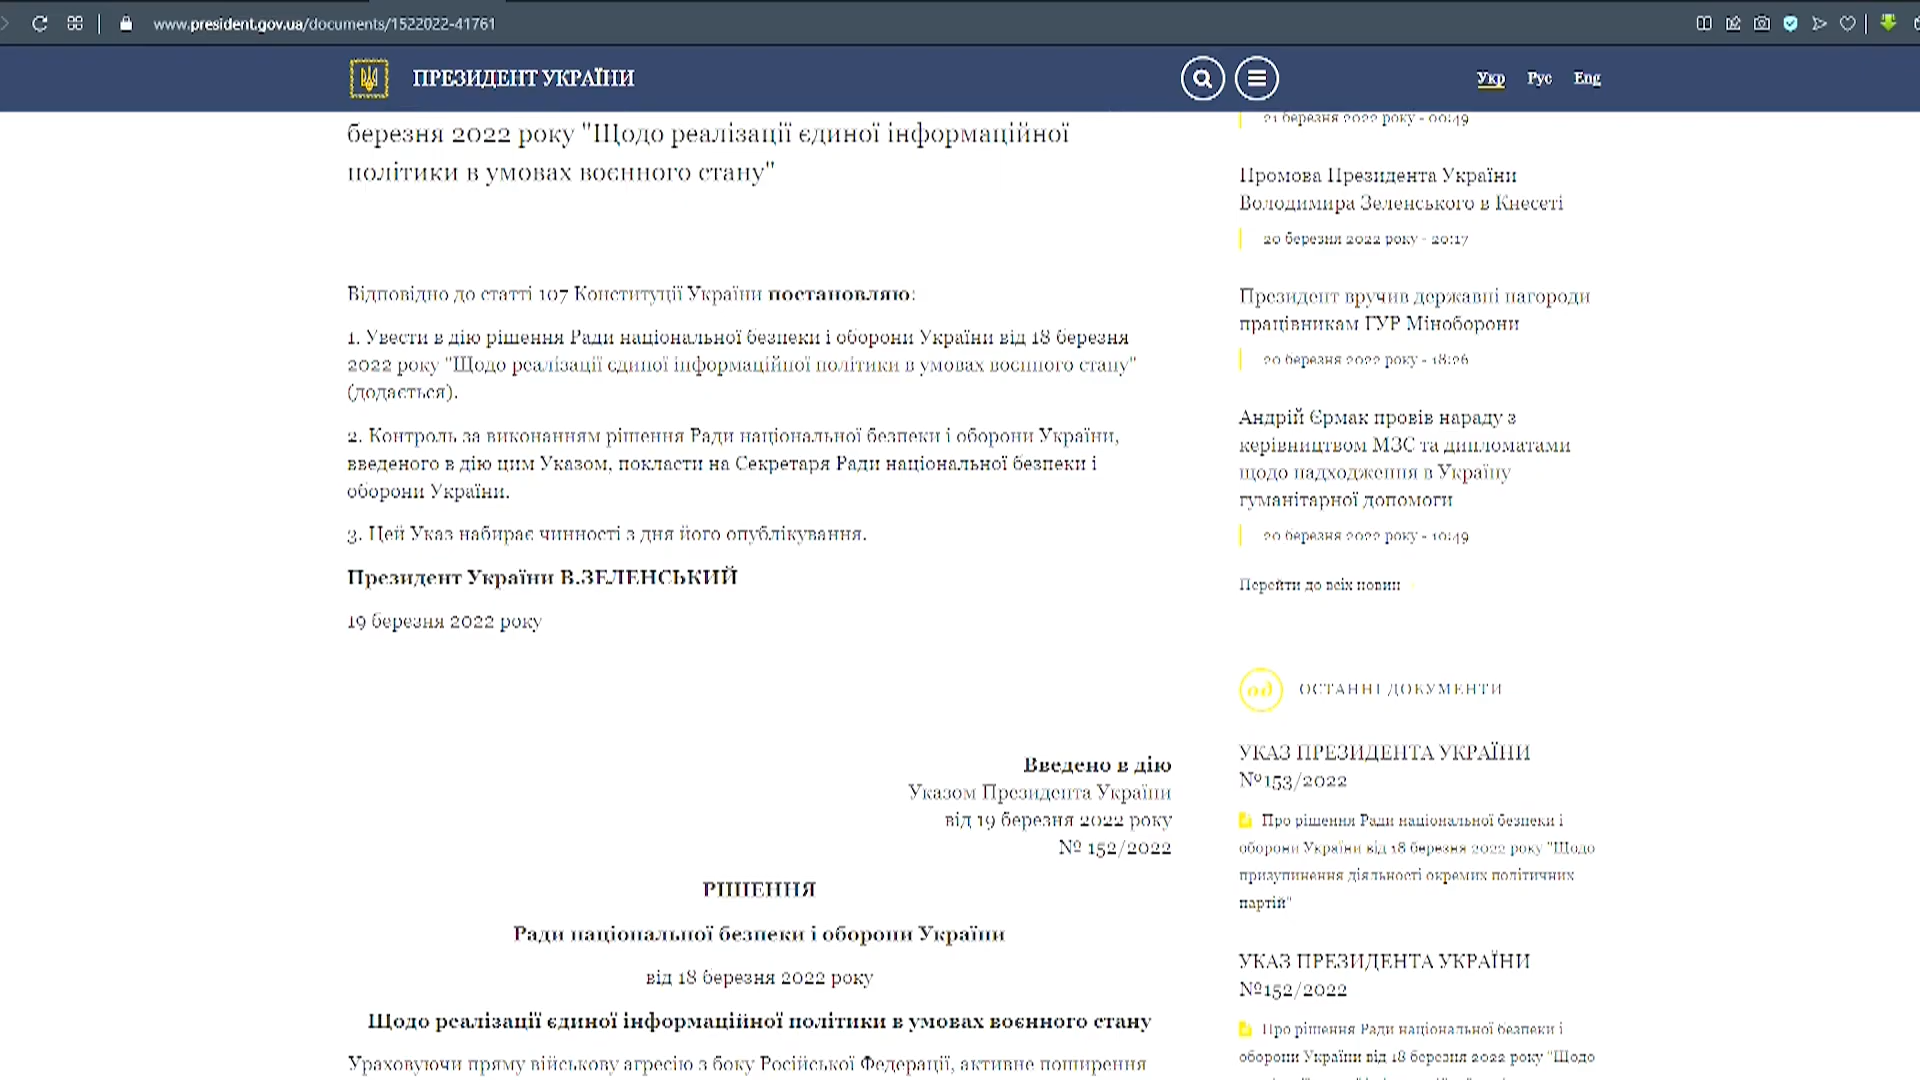 www.president.gov.ua/documents/1522022-41761
ПРЕЗИДЕНТ УКРАЇНИ
Укр Рус Eng
березня 2022 року "Щодо реалізації єдиної інформаційної
політики в умовах воєнного стану"
Відповідно до статті 107 Конституції України постановляю:
1. Увести в дію рішення Ради національної безпеки і оборони України від 18 березня
2022 року "Щодо реалізації єдиної інформаційної політики в умовах воєнного стану"
(додається).
2. Контроль за виконанням рішення Ради національної безпеки і оборони України,
введеного в дію цим Указом, покласти на Секретаря Ради національної безпеки і
оборони України.
3. Цей Указ набирає чинності з дня його опублікування.
Президент України В.ЗЕЛЕНСЬКИЙ
19 березня 2022 року
Введено в дію
Указом Президента України
від 19 березня 2022 року
№ 152/2022
РІШЕННЯ
Ради національної безпеки і оборони України
від 18 березня 2022 року
Щодо реалізації єдиної інформаційної політики в умовах воєнного стану
Ураховуючи пряму військову агресію з боку Російської Федерації, активне поширення
21 березня 2022 року - 00:49
Промова Президента України
Володимира Зеленського в Кнесеті
20 березня 2022 року - 20:17
Президент вручив державні нагороди
працівникам ГУР Міноборони
20 березня 2022 року - 18:26
Андрій Єрмак провів нараду з
керівництвом МЗС та дипломатами
щодо надходження в Україну
гуманітарної допомоги
20 березня 2022 року - 10:49
Перейти до всіх новин
од ОСТАННІ ДОКУМЕНТИ
УКАЗ ПРЕЗИДЕНТА УКРАЇНИ
№153/2022
Про рішення Ради національної безпеки і
оборони України від 18 березня 2022 року "Щодо
призупинення діяльності окремих політичних
партій"
УКАЗ ПРЕЗИДЕНТА УКРАЇНИ
№152/2022
Про рішення Ради національної безпеки і
оборони України від 18 березня 2022 року "Щодо